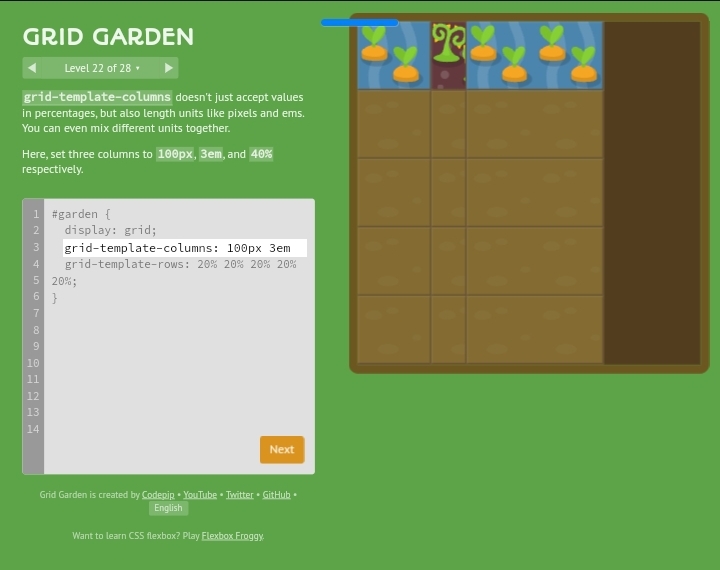 GRID GARDEN
Level 22 of 28 •
grid-template-columns doesn't just accept values
in percentages, but also length units like pixels and ems.
You can even mix different units together.
Here, set three columns to 100px, 3em, and 40%
respectively.
1 #garden {
2 display: grid;
3 grid-template-columns: 100px 3em
4 grid-template-rows: 20% 20% 20% 20%
5 20%;
6 }
7
8
9
10
11
12
13
14
Next
Grid Garden is created by Codepip • YouTube • Twitter • GitHub •
English
Want to learn CSS flexbox? Play Flexbox Froggy.